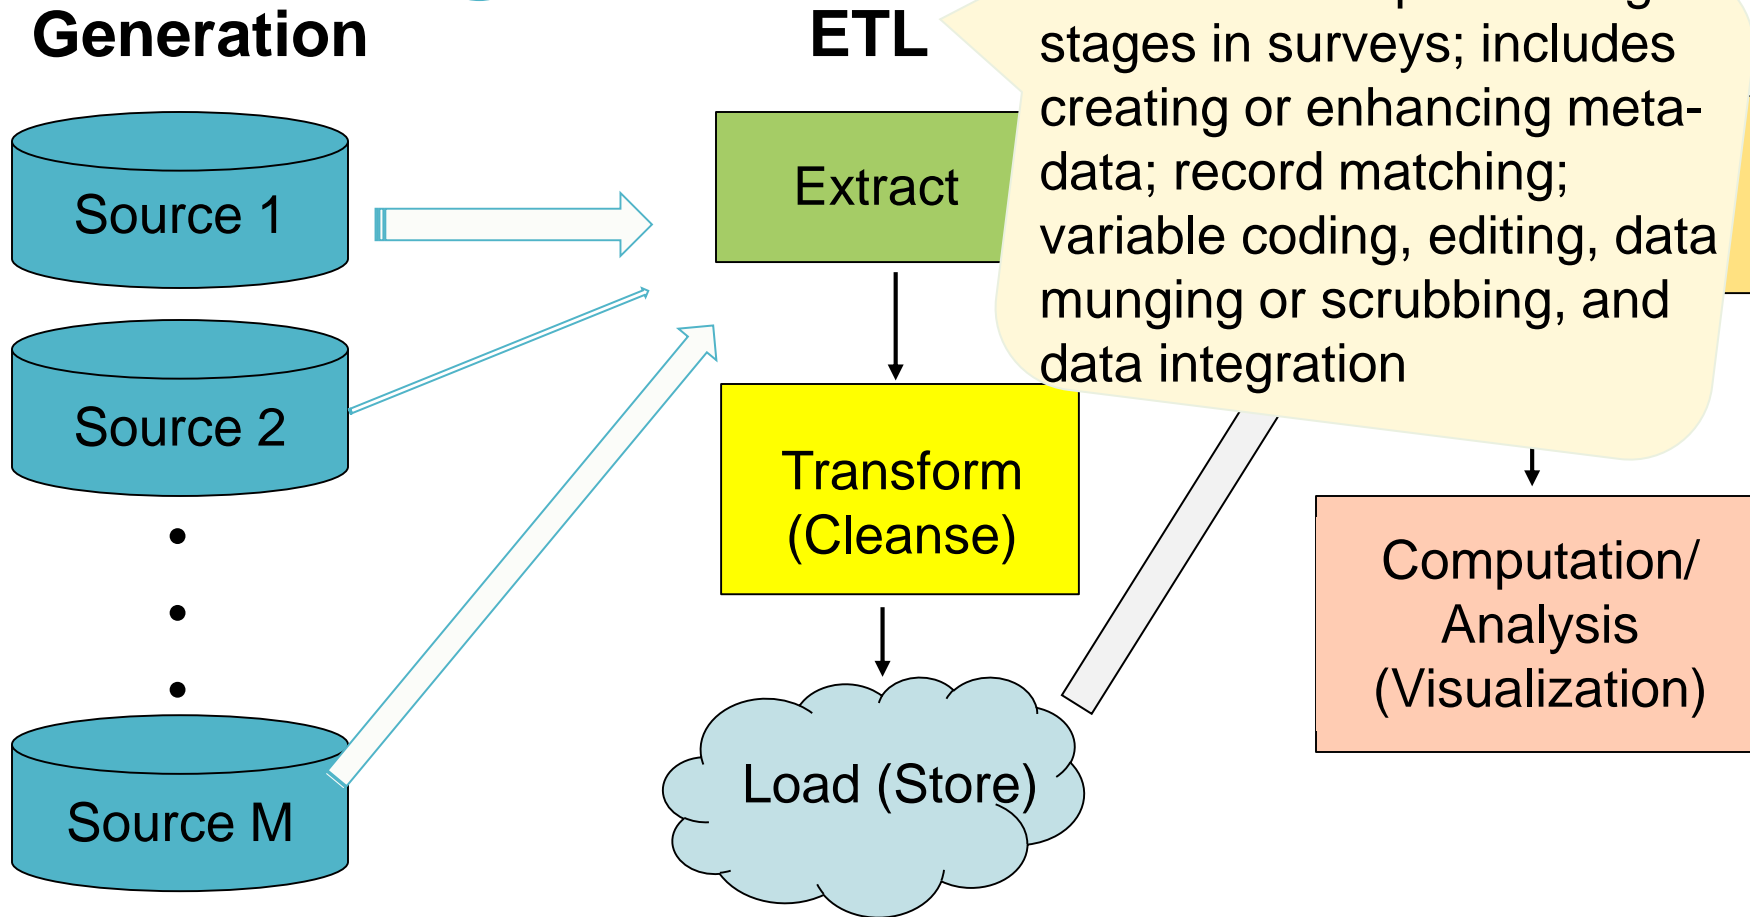 Generation
ETL
stages in surveys; includes
creating or enhancing meta-
data; record matching;
variable coding, editing, data
munging or scrubbing, and
data integration
Source 1
Source 2
•
•
•
Source M
Extract
Transform
(Cleanse)
Load (Store)
Computation/
Analysis
(Visualization)